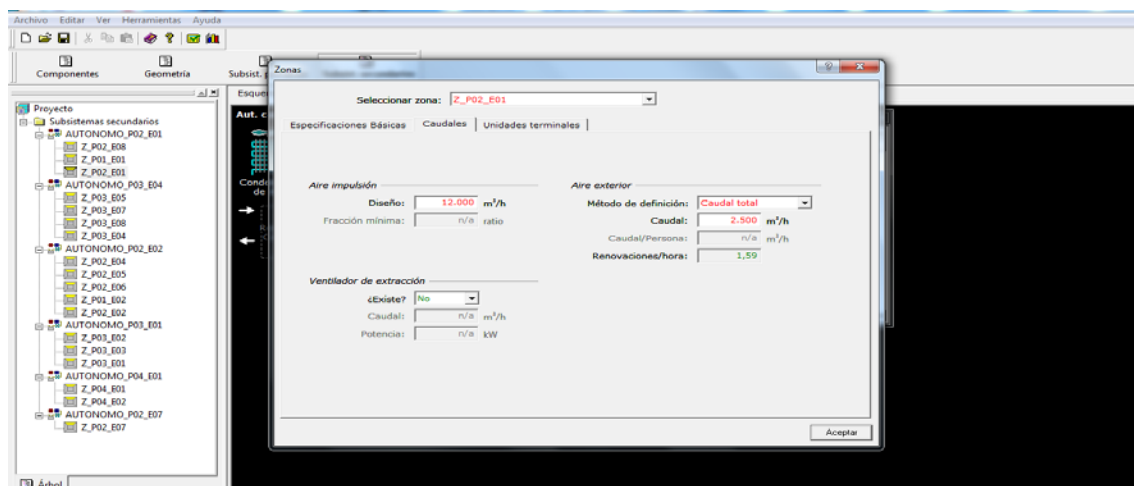 Archivo Editar Ver Herramientas Ayuda
Componentes Geometría Subsist.
Proyecto
Subsistemas secundarios
AUTONOMO_P02_E01
Z_P02_E08
Z_P01_E01
Z_P02_E01
AUTONOMO_P03_E04
Z_P03_E05
Z_P03_E07
Z_P03_E08
Z_P03_E04
AUTONOMO_P02_E02
Z_P02_E04
Z_P02_E05
Z_P02_E06
Z_P01_E02
Z_P02_E02
AUTONOMO_P03_E01
Z_P03_E02
Z_P03_E03
Z_P03_E01
AUTONOMO_P04_E01
Z_P04_E01
Z_P04_E02
AUTONOMO_P02_E07
Z_P02_E07
Árbol
Esque
Aut. c
Conde
de
Zonas
Seleccionar zona: Z_P02_E01
Especificaciones Básicas Caudales Unidades terminales
Aire impulsión
Diseño: 12.000 m³/h
Fracción mínima: n/a ratio
Ventilador de extracción
¿Existe? No
Caudal: n/a m³/h
Potencia: n/a kW
Aire exterior
Método de definición: Caudal total
Caudal: 2.500 m³/h
Caudal/Persona: n/a m³/h
Renovaciones/hora: 1,59
Aceptar